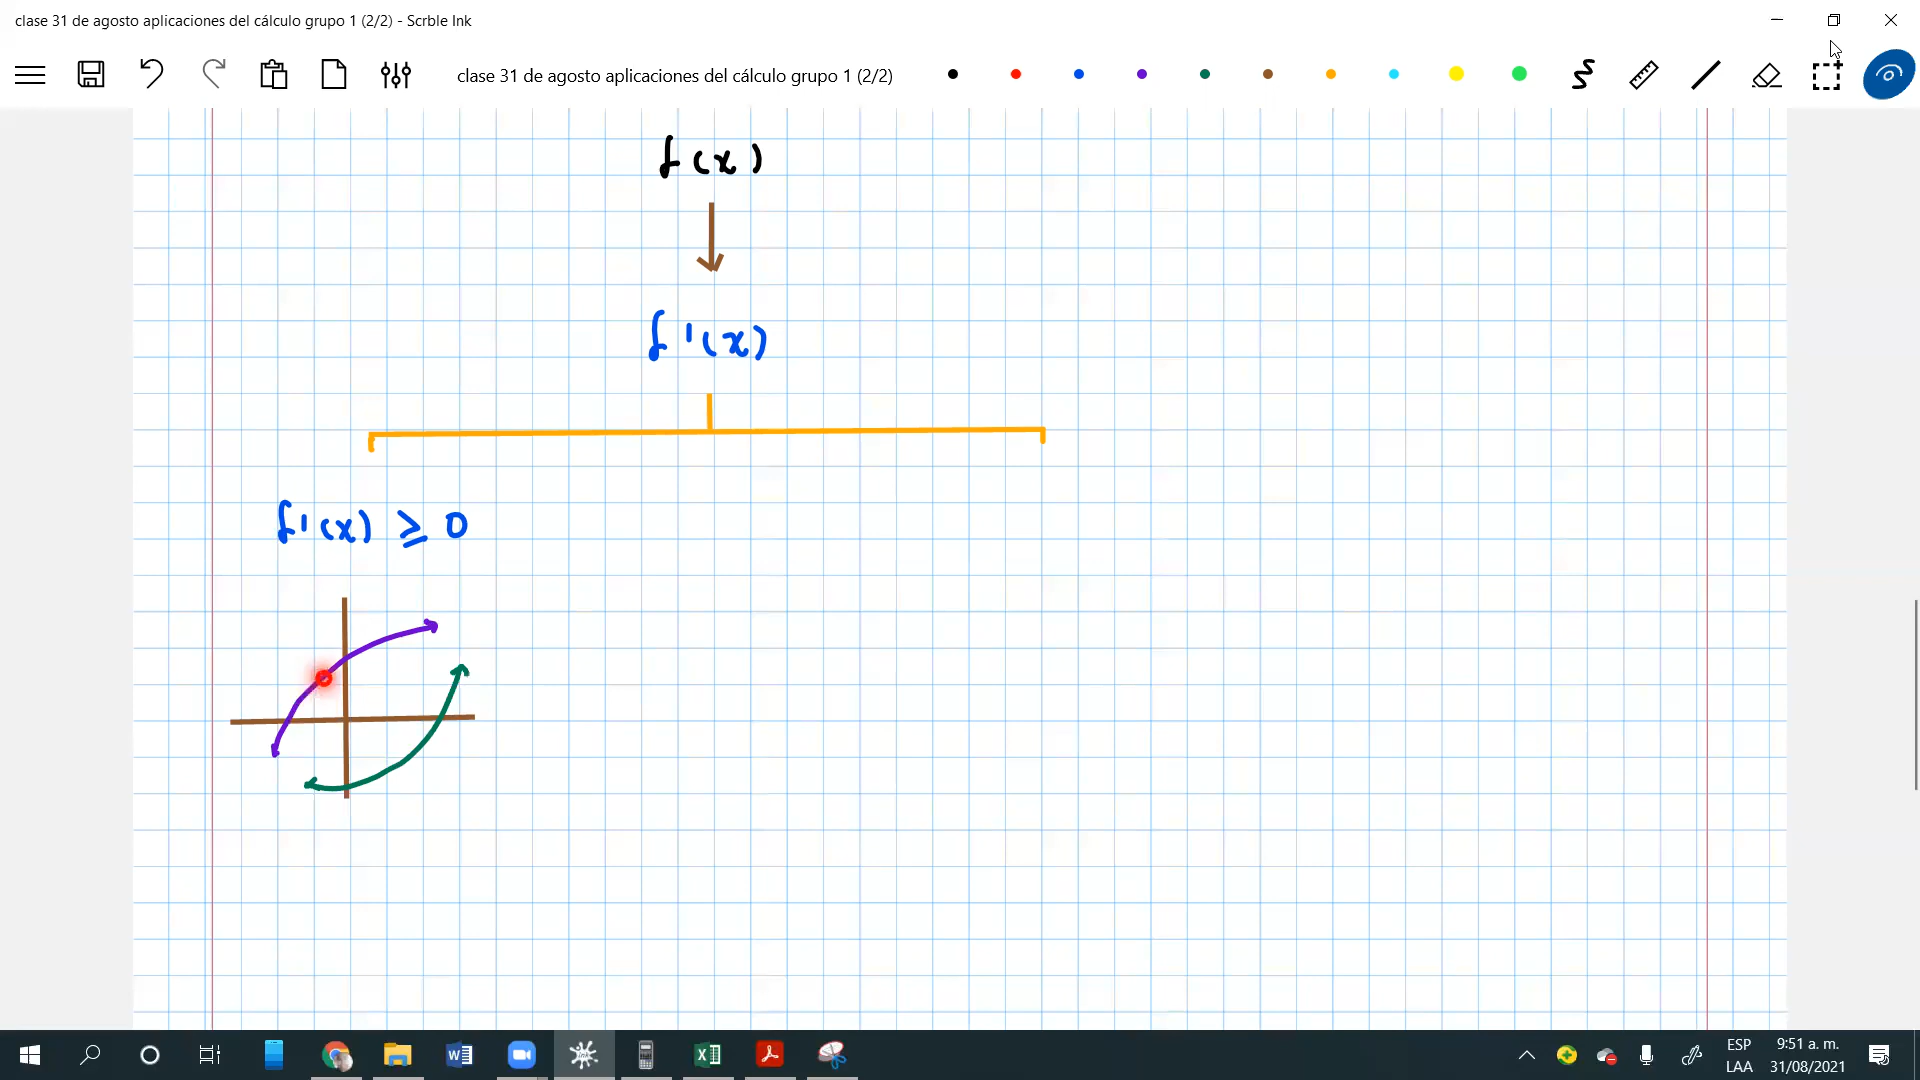 clase 31 de agosto aplicaciones del cálculo grupo 1 (2/2) - Scrble Ink
clase 31 de agosto aplicaciones del cálculo grupo 1 (2/2)
f(x)
f'(x)
f'(x) ≥ 0
ESP
LAA
9:51 a. m.
31/08/2021